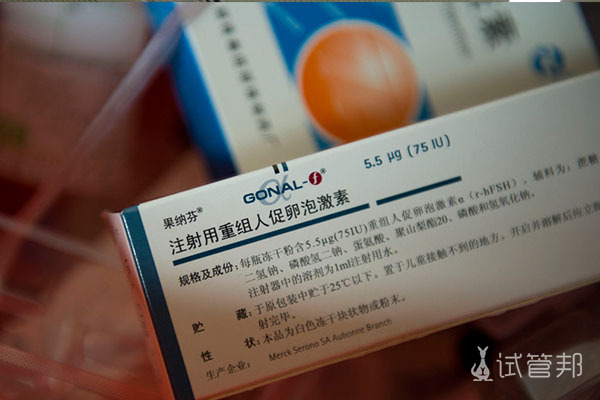 果纳芬®
GONAL-f®
5.5 μg (75 IU)
注射用重组人促卵泡激素
规格及成份：每瓶冻干粉含5.5μg(75IU)重组人促卵泡激素α（r-hFSH），辅料为：蔗糖
二氢钠、磷酸氢二钠、蛋氨酸、聚山梨酯20、磷酸和氢氧化钠。
注射器中的溶剂为1ml注射用水。
贮 藏：于原包装中贮于25℃以下。置于儿童接触不到的地方，开启并溶解后应立即
射完毕。
性 状：本品为白色冻干块状物或粉末。
生产企业：Merck Serono SA Aubonne Branch
试管邦